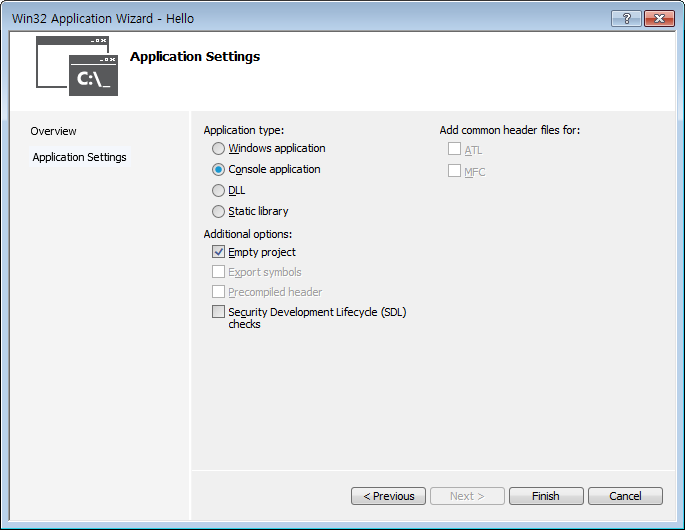 Win32 Application Wizard - Hello
C:\_
Application Settings
Overview
Application Settings
Application type:
Windows application
Console application
DLL
Static library
Additional options:
Empty project
Export symbols
Precompiled header
Security Development Lifecycle (SDL)
checks
Add common header files for:
ATL
MFC
< Previous
Next >
Finish
Cancel